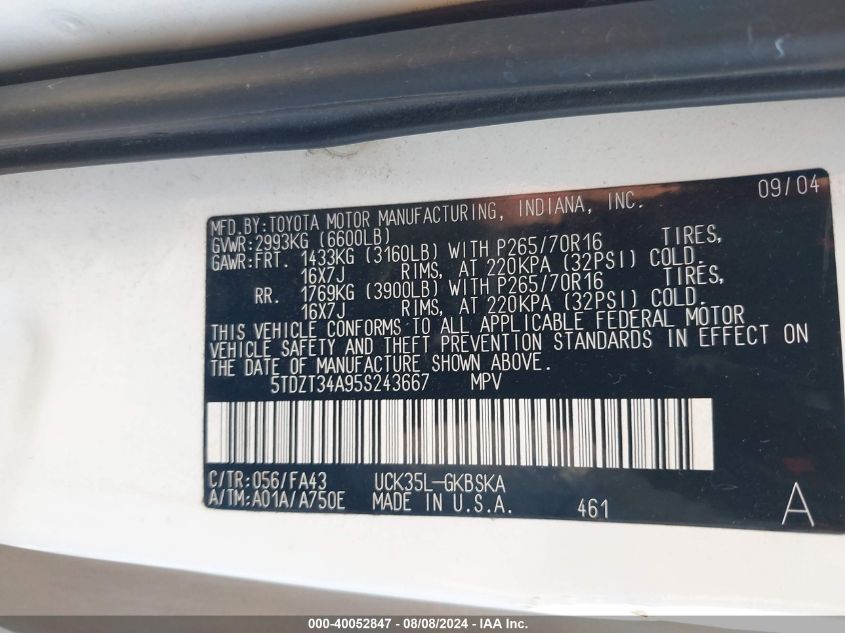 09/04
MFD.BY:TOYOTA MOTOR MANUFACTURING, INDIANA, INC.
GVWR:2993KG (6600LB)
GAWR:FRT. 1433KG (3160LB) WITH P265/70R16 TIRES,
16X7J RIMS, AT 220KPA (32PSI) COLD.
RR. 1769KG (3900LB) WITH P265/70R16 TIRES,
16X7J RIMS, AT 220KPA (32PSI) COLD.
THIS VEHICLE CONFORMS TO ALL APPLICABLE FEDERAL MOTOR
VEHICLE SAFETY AND THEFT PREVENTION STANDARDS IN EFFECT ON
THE DATE OF MANUFACTURE SHOWN ABOVE.
5TDZT34A95S243667 MPV
C/TR:056/FA43 UCK35L-GKBSKA
A/TM:A01A/A750E MADE IN U.S.A. 461 A
000-40052847 - 08/08/2024 - IAA Inc.